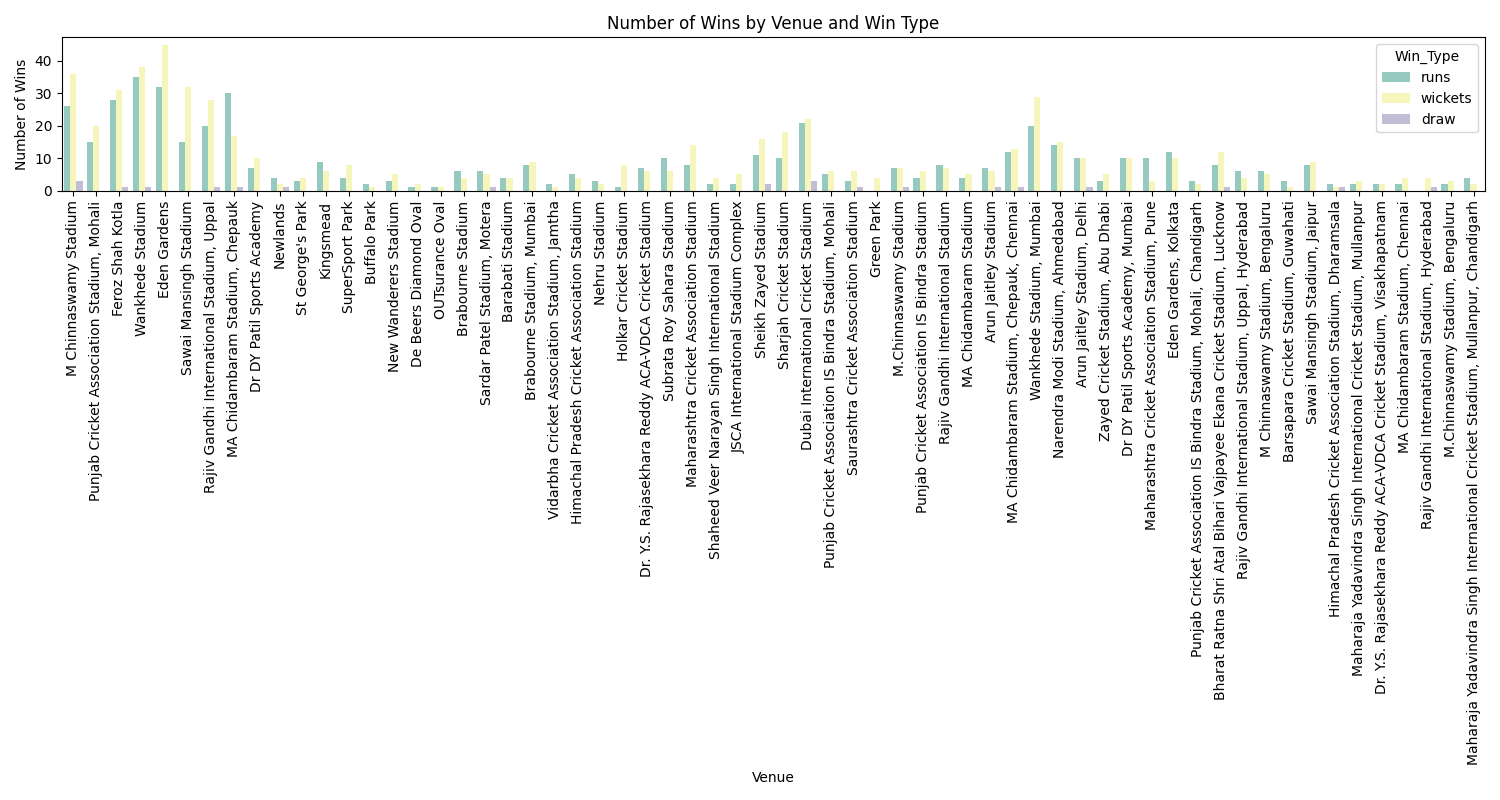 Number of Wins by Venue and Win Type
Number of Wins
40
30
20
10
0
Win_Type
runs
wickets
draw
M Chinnaswamy Stadium
Punjab Cricket Association Stadium, Mohali
Feroz Shah Kotla
Wankhede Stadium
Eden Gardens
Sawai Mansingh Stadium
Rajiv Gandhi International Stadium, Uppal
MA Chidambaram Stadium, Chepauk
Dr DY Patil Sports Academy
Newlands
St George's Park
Kingsmead
SuperSport Park
Buffalo Park
New Wanderers Stadium
De Beers Diamond Oval
OUTsurance Oval
Brabourne Stadium
Sardar Patel Stadium, Motera
Barabati Stadium
Brabourne Stadium, Mumbai
Vidarbha Cricket Association Stadium, Jamtha
Himachal Pradesh Cricket Association Stadium
Nehru Stadium
Holkar Cricket Stadium
Dr. Y.S. Rajasekhara Reddy ACA-VDCA Cricket Stadium
Subrata Roy Sahara Stadium
Maharashtra Cricket Association Stadium
Shaheed Veer Narayan Singh International Stadium
JSCA International Stadium Complex
Sheikh Zayed Stadium
Sharjah Cricket Stadium
Dubai International Cricket Stadium
Punjab Cricket Association IS Bindra Stadium, Mohali
Saurashtra Cricket Association Stadium
Green Park
M.Chinnaswamy Stadium
Punjab Cricket Association IS Bindra Stadium
Rajiv Gandhi International Stadium
MA Chidambaram Stadium
Arun Jaitley Stadium
MA Chidambaram Stadium, Chepauk, Chennai
Wankhede Stadium, Mumbai
Narendra Modi Stadium, Ahmedabad
Arun Jaitley Stadium, Delhi
Zayed Cricket Stadium, Abu Dhabi
Dr DY Patil Sports Academy, Mumbai
Maharashtra Cricket Association Stadium, Pune
Eden Gardens, Kolkata
Punjab Cricket Association IS Bindra Stadium, Mohali, Chandigarh
Bharat Ratna Shri Atal Bihari Vajpayee Ekana Cricket Stadium, Lucknow
Rajiv Gandhi International Stadium, Uppal, Hyderabad
M Chinnaswamy Stadium, Bengaluru
Barsapara Cricket Stadium, Guwahati
Sawai Mansingh Stadium, Jaipur
Himachal Pradesh Cricket Association Stadium, Dharamsala
Maharaja Yadavindra Singh International Cricket Stadium, Mullanpur
Dr. Y.S. Rajasekhara Reddy ACA-VDCA Cricket Stadium, Visakhapatnam
MA Chidambaram Stadium, Chennai
Rajiv Gandhi International Stadium, Hyderabad
M.Chinnaswamy Stadium, Bengaluru
Maharaja Yadavindra Singh International Cricket Stadium, Mullanpur, Chandigarh
Venue